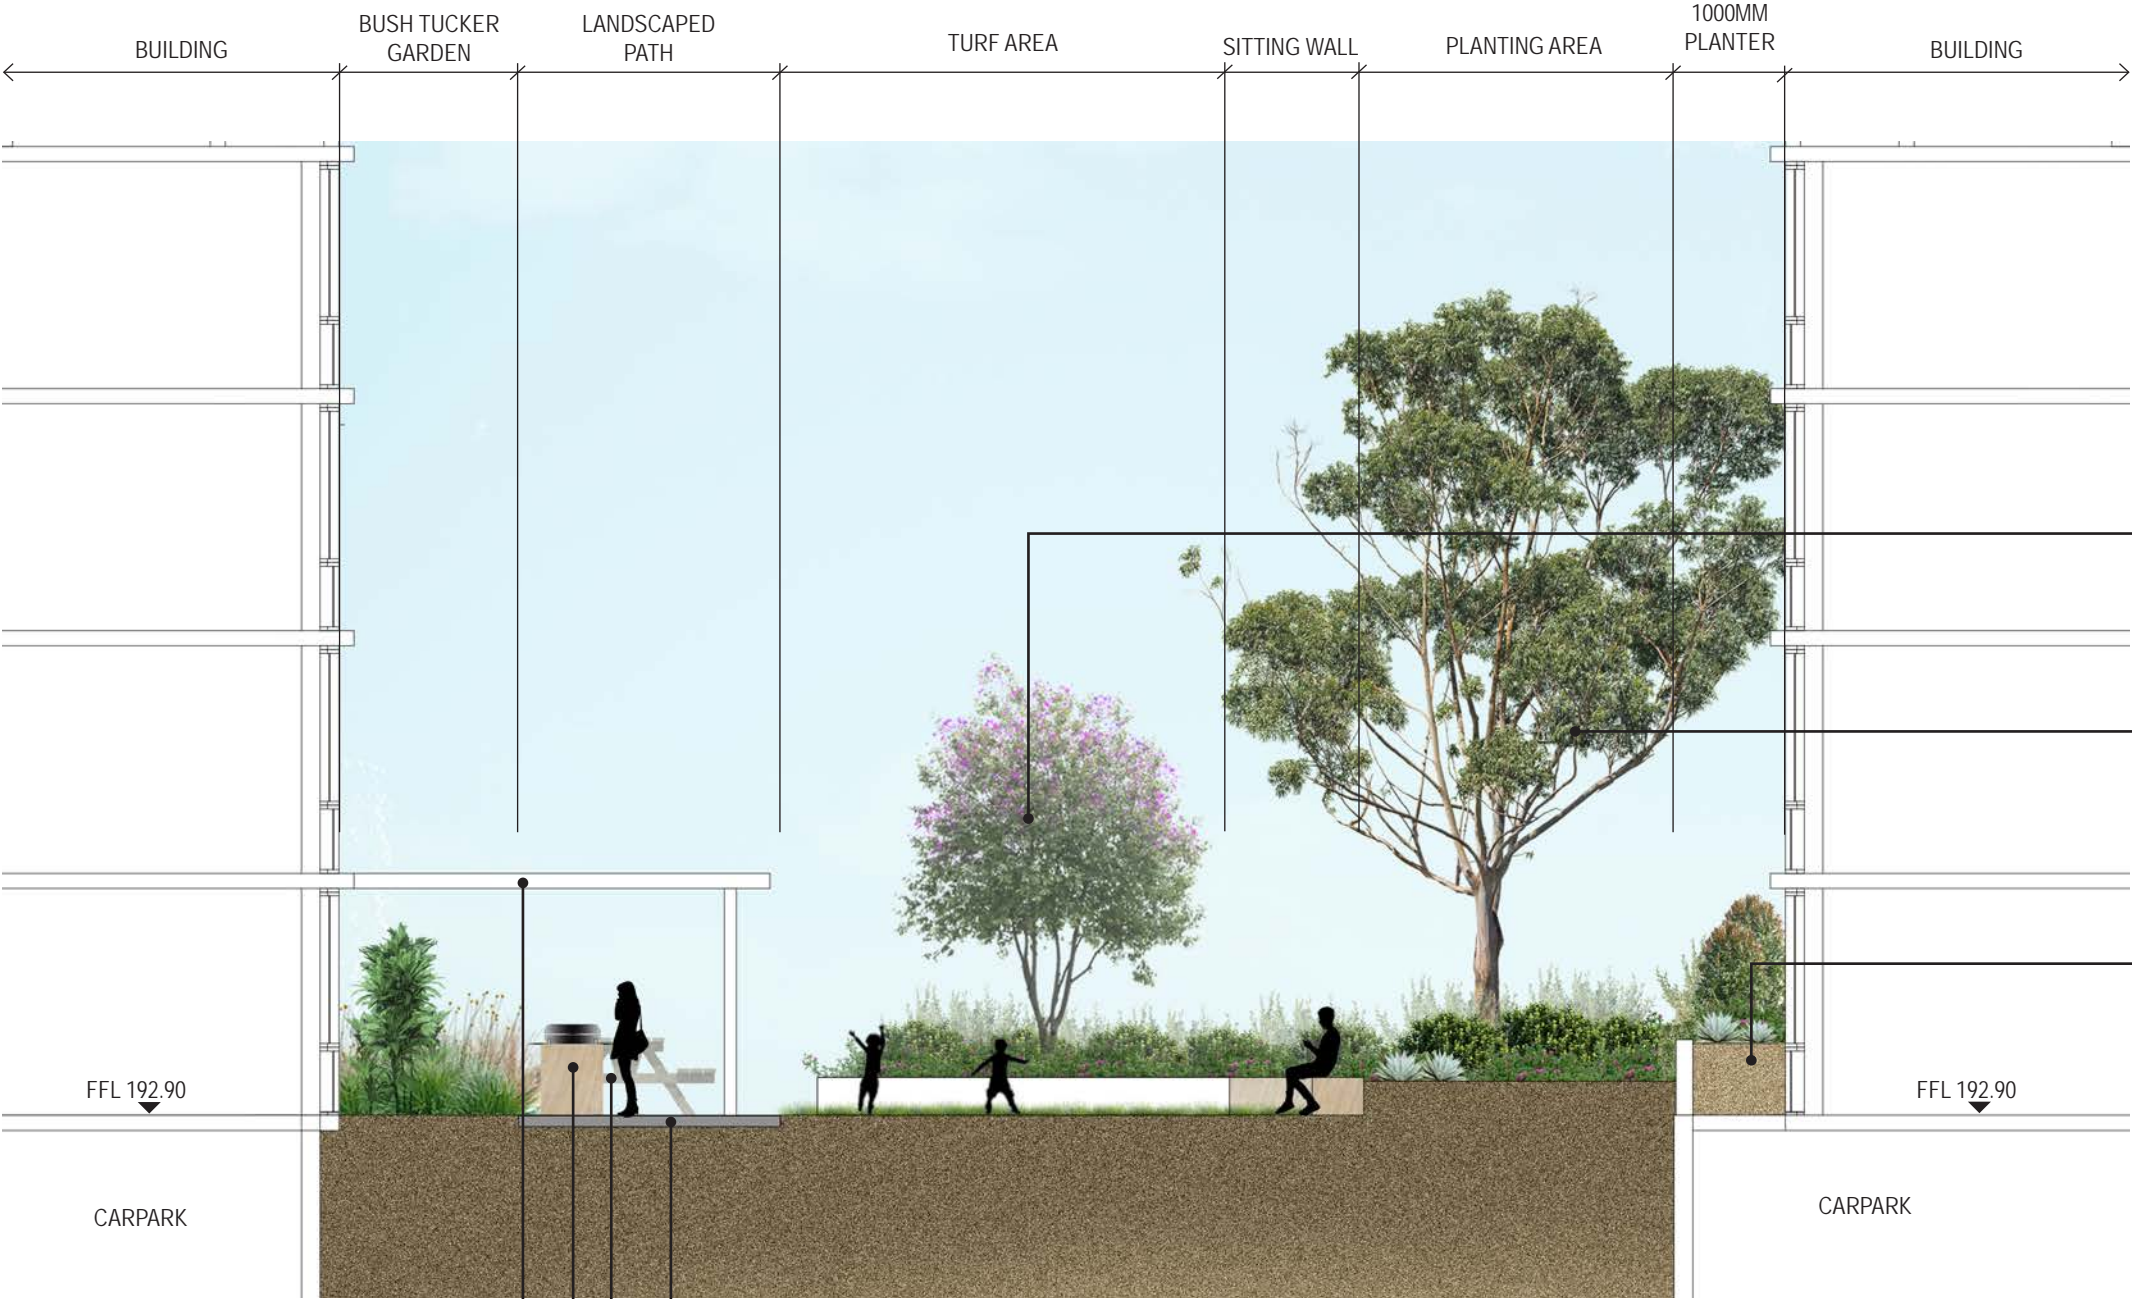 BUILDING
BUSH TUCKER
GARDEN
LANDSCAPED
PATH
TURF AREA
SITTING WALL
PLANTING AREA
1000MM
PLANTER
BUILDING
FFL 192.90
FFL 192.90
CARPARK
CARPARK